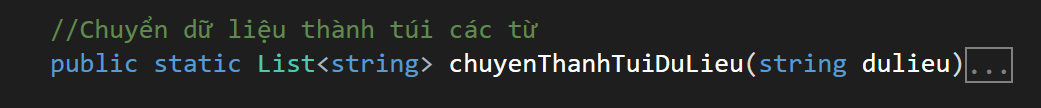 //Chuyển dữ liệu thành túi các từ
public static List<string> chuyenThanhTuiDuLieu(string dulieu)...